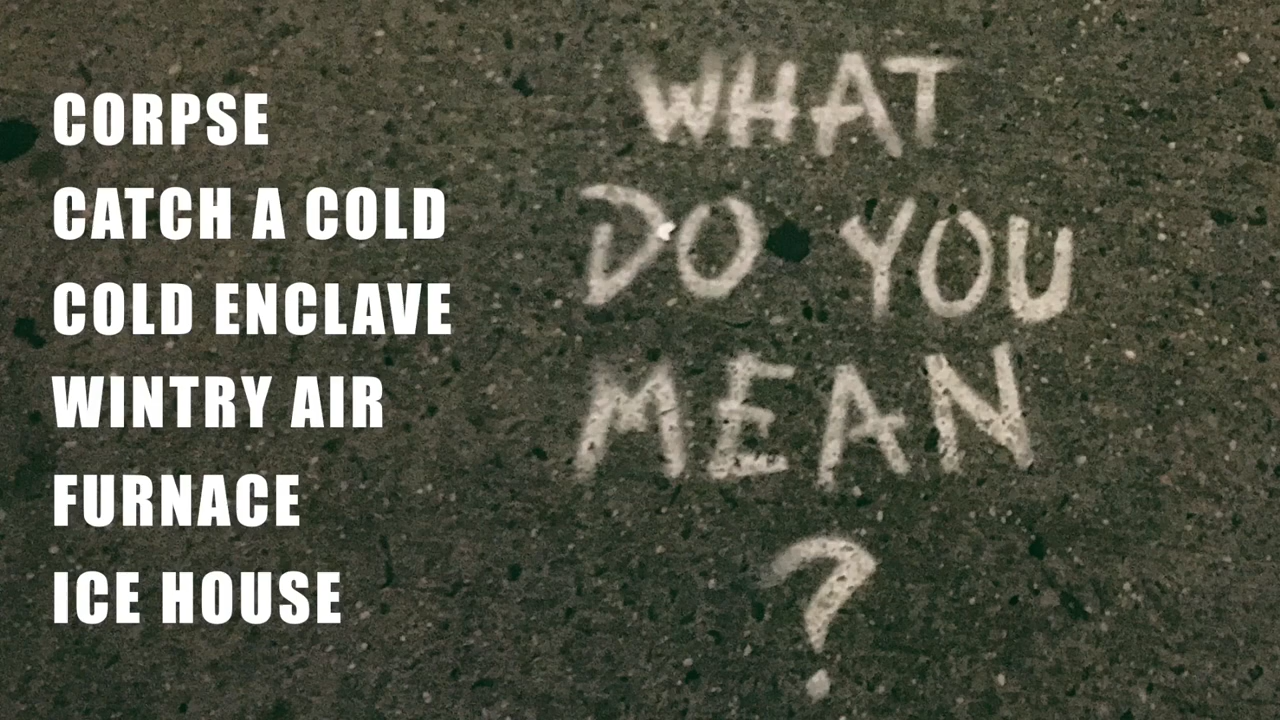 CORPSE
CATCH A COLD
COLD ENCLAVE
WINTRY AIR
FURNACE
ICE HOUSE
WHAT
DO YOU
MEAN
?